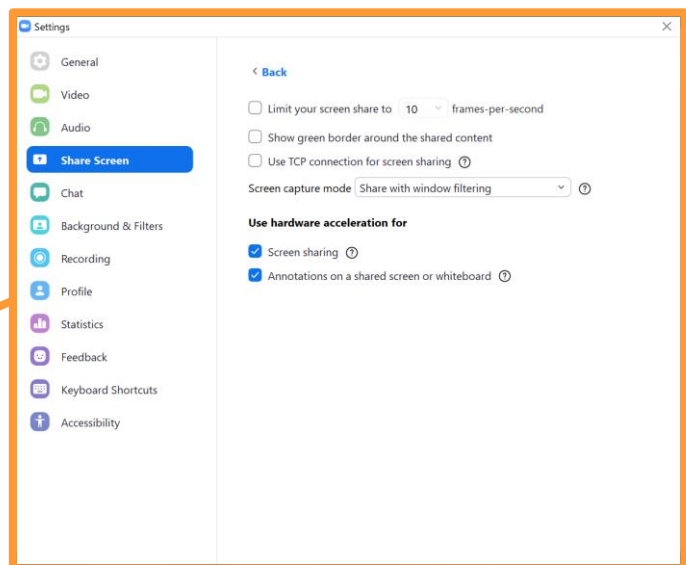 Settings
General
Video
Audio
Share Screen
Chat
Background & Filters
Recording
Profile
Statistics
Feedback
Keyboard Shortcuts
Accessibility
< Back
Limit your screen share to 10 frames-per-second
Show green border around the shared content
Use TCP connection for screen sharing ?
Screen capture mode Share with window filtering ?
Use hardware acceleration for
Screen sharing ?
Annotations on a shared screen or whiteboard ?